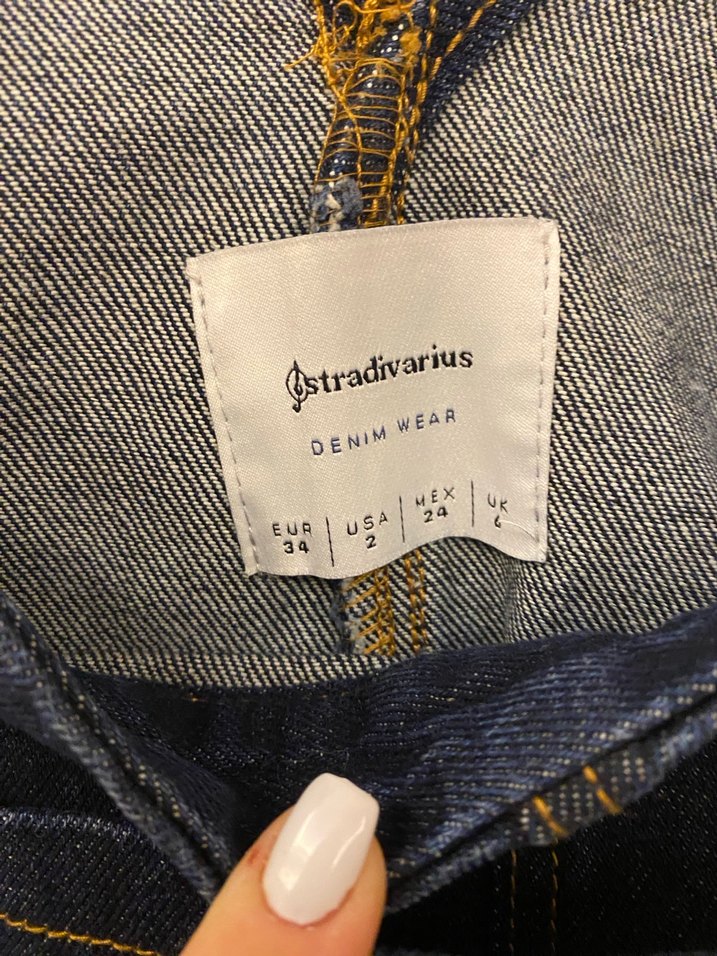 stradivarius
DENIM WEAR
EUR | USA | MEX | UK
34 | 2 | 24 | 6